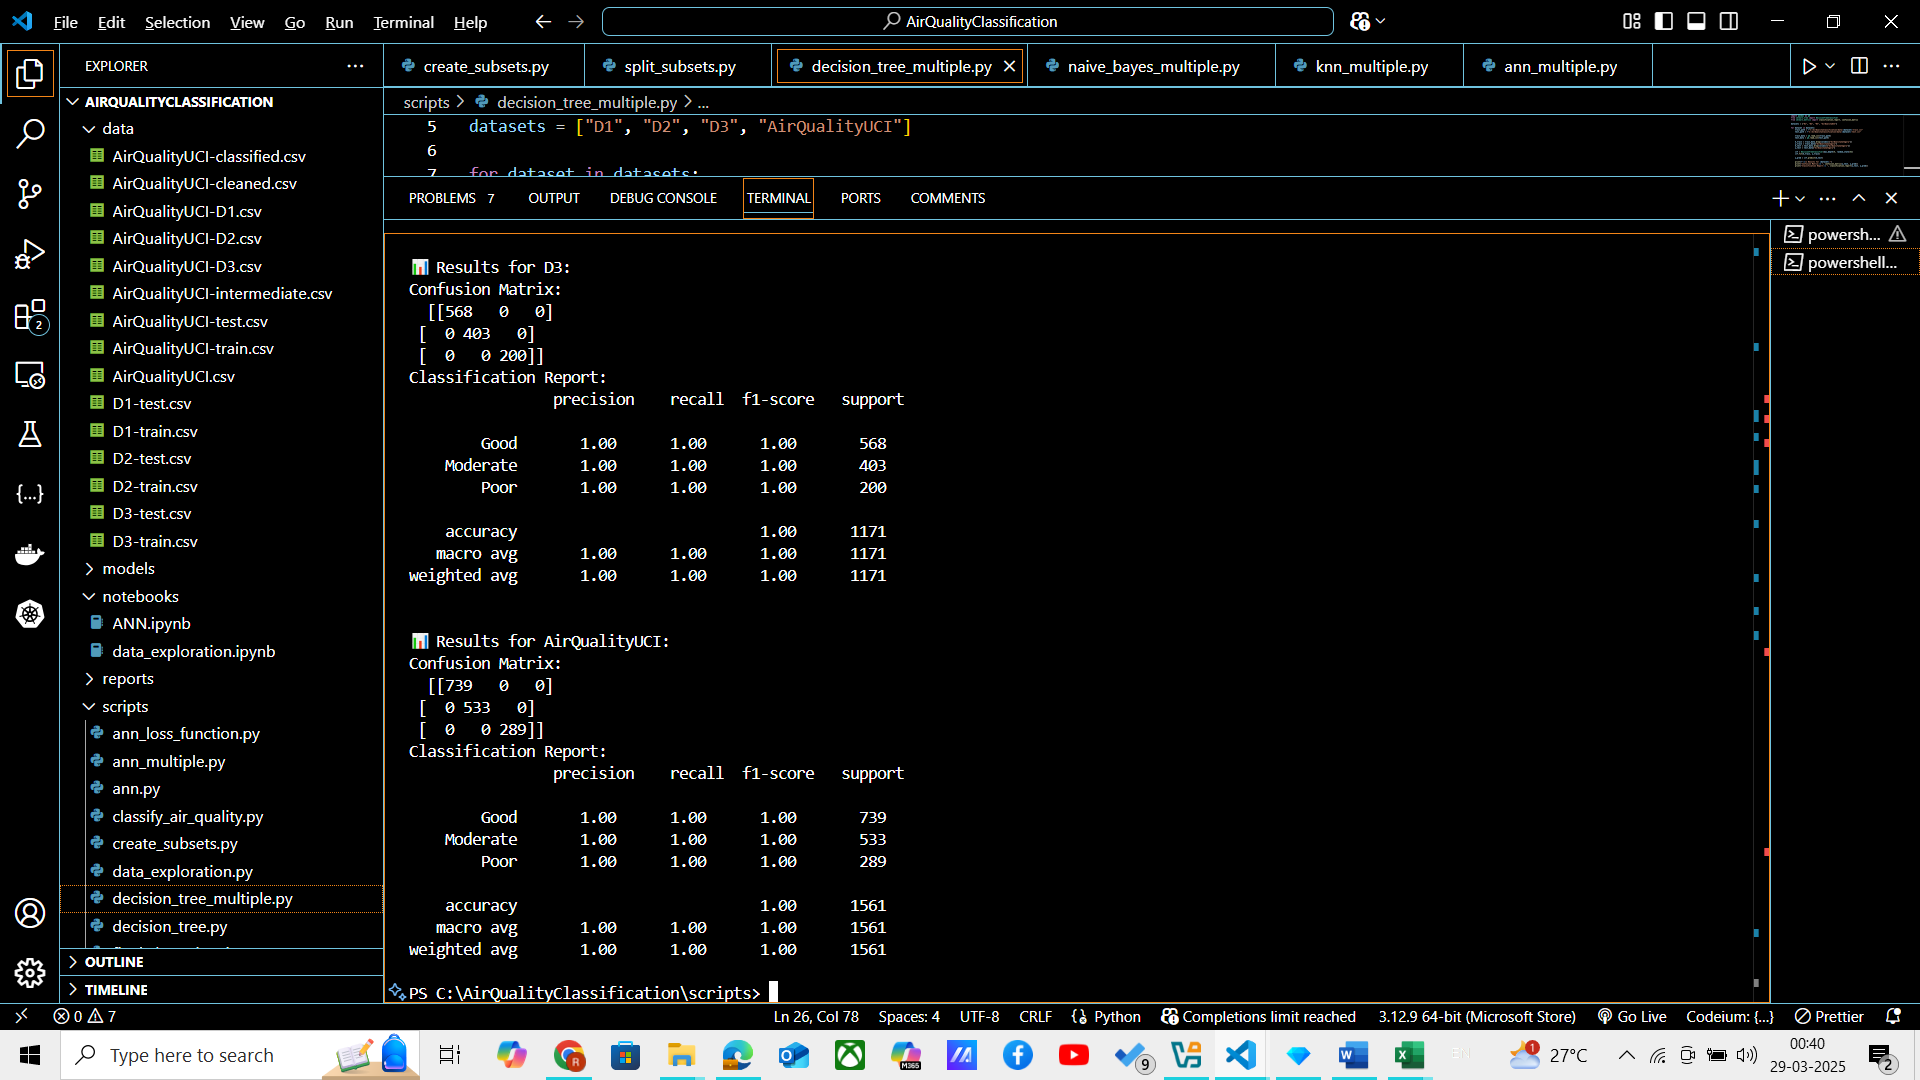 File Edit Selection View Go Run Terminal Help
AirQualityClassification
EXPLORER
AIRQUALITYCLASSIFICATION
data
AirQualityUCI-classified.csv
AirQualityUCI-cleaned.csv
AirQualityUCI-D1.csv
AirQualityUCI-D2.csv
AirQualityUCI-D3.csv
AirQualityUCI-intermediate.csv
AirQualityUCI-test.csv
AirQualityUCI-train.csv
AirQualityUCI.csv
D1-test.csv
D1-train.csv
D2-test.csv
D2-train.csv
D3-test.csv
D3-train.csv
models
notebooks
ANN.ipynb
data_exploration.ipynb
reports
scripts
ann_loss_function.py
ann_multiple.py
ann.py
classify_air_quality.py
create_subsets.py
data_exploration.py
decision_tree_multiple.py
decision_tree.py
OUTLINE
TIMELINE
2
create_subsets.py split_subsets.py decision_tree_multiple.py naive_bayes_multiple.py knn_multiple.py ann_multiple.py
scripts > decision_tree_multiple.py > ...
5 datasets = ["D1", "D2", "D3", "AirQualityUCI"]
6
7 for dataset in datasets:
PROBLEMS 7 OUTPUT DEBUG CONSOLE TERMINAL PORTS COMMENTS
powersh...
powershell...
📊 Results for D3:
Confusion Matrix:
[[568 0 0]
[ 0 403 0]
[ 0 0 200]]
Classification Report:
precision recall f1-score support
Good 1.00 1.00 1.00 568
Moderate 1.00 1.00 1.00 403
Poor 1.00 1.00 1.00 200
accuracy 1.00 1171
macro avg 1.00 1.00 1.00 1171
weighted avg 1.00 1.00 1.00 1171
📊 Results for AirQualityUCI:
Confusion Matrix:
[[739 0 0]
[ 0 533 0]
[ 0 0 289]]
Classification Report:
precision recall f1-score support
Good 1.00 1.00 1.00 739
Moderate 1.00 1.00 1.00 533
Poor 1.00 1.00 1.00 289
accuracy 1.00 1561
macro avg 1.00 1.00 1.00 1561
weighted avg 1.00 1.00 1.00 1561
PS C:\AirQualityClassification\scripts>
0 7 Ln 26, Col 78 Spaces: 4 UTF-8 CRLF Python Completions limit reached 3.12.9 64-bit (Microsoft Store) Go Live Codeium: {...} Prettier
Type here to search
M365
9
1
27°C
00:40
29-03-2025
2